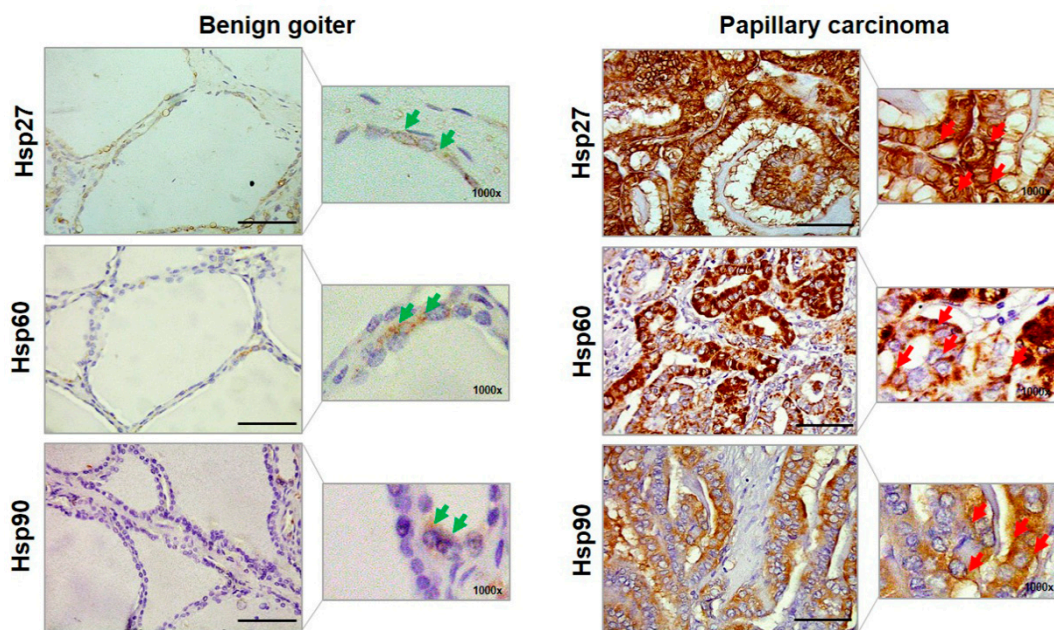 Benign goiter
Papillary carcinoma
Hsp27
1000x
Hsp27
1000x
Hsp60
1000x
Hsp60
1000x
Hsp90
1000x
Hsp90
1000x